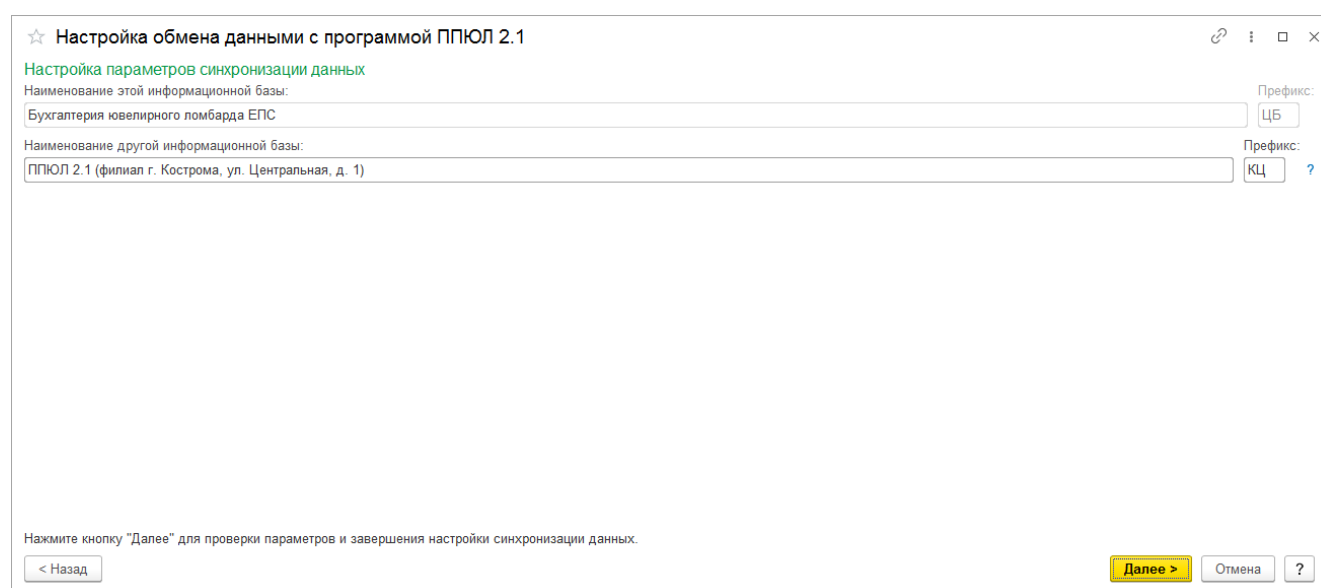 Настройка обмена данными с программой ППЮЛ 2.1
Настройка параметров синхронизации данных
Наименование этой информационной базы: Префикс:
Бухгалтерия ювелирного ломбарда ЕПС ЦБ
Наименование другой информационной базы: Префикс:
ППЮЛ 2.1 (филиал г. Кострома, ул. Центральная, д. 1) КЦ ?
Нажмите кнопку "Далее" для проверки параметров и завершения настройки синхронизации данных.
< Назад Далее > Отмена ?